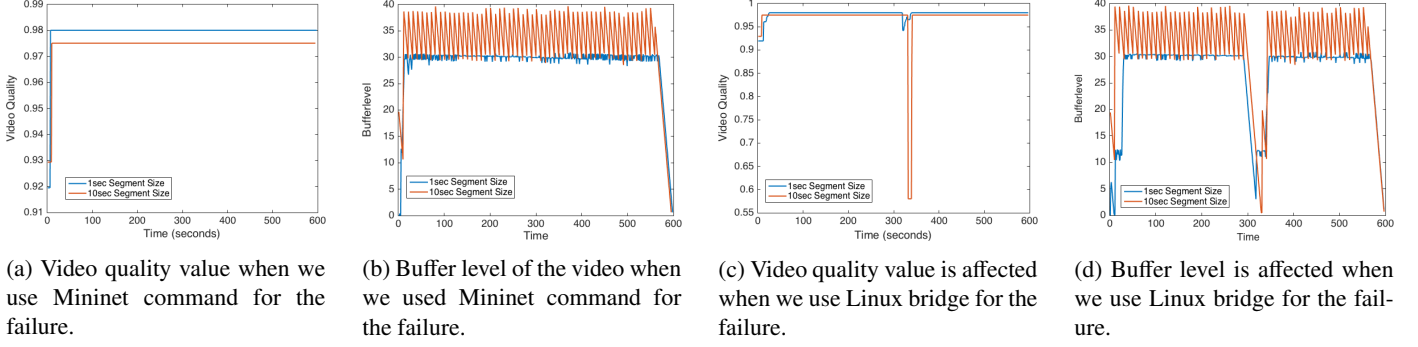 0.99
0.98
0.97
0.96
0.95
0.94
0.93
0.92
0.91
Video Quality
0 100 200 300 400 500 600
Time (seconds)
1sec Segment Size
10sec Segment Size
40
35
30
25
20
15
10
5
0
Bufferlevel
0 100 200 300 400 500 600
Time
1sec Segment Size
10sec Segment Size
1
0.95
0.9
0.85
0.8
0.75
0.7
0.65
0.6
0.55
Video Quality
0 100 200 300 400 500 600
Time (seconds)
1sec Segment Size
10sec Segment Size
40
35
30
25
20
15
10
5
0
Bufferlevel
0 100 200 300 400 500 600
Time
1sec Segment Size
10sec Segment Size
(a) Video quality value when we
use Mininet command for the
failure.
(b) Buffer level of the video when
we used Mininet command for
the failure.
(c) Video quality value is affected
when we use Linux bridge for the
failure.
(d) Buffer level is affected when
we use Linux bridge for the fail-
ure.